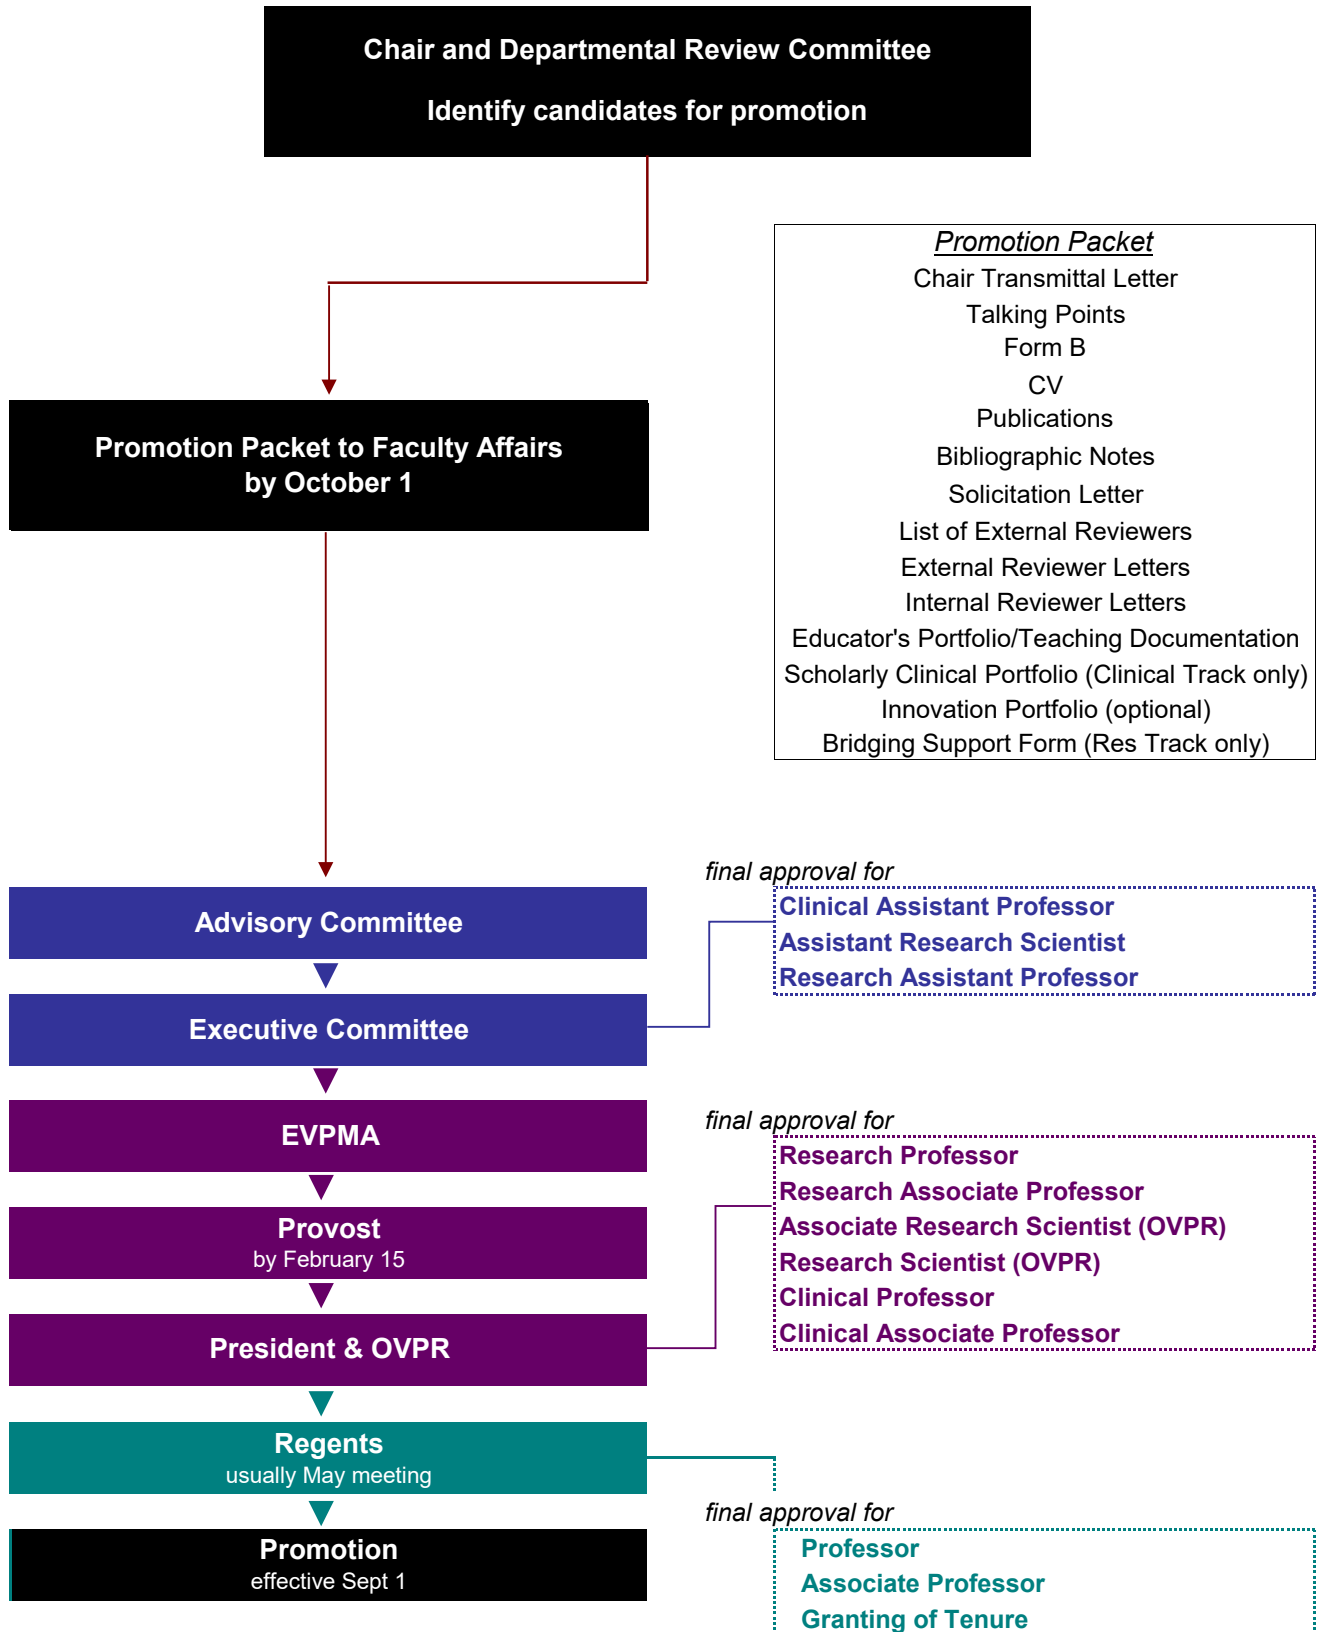 Chair and Departmental Review Committee
Identify candidates for promotion
Promotion Packet
Chair Transmittal Letter
Talking Points
Form B
CV
Publications
Bibliographic Notes
Solicitation Letter
List of External Reviewers
External Reviewer Letters
Internal Reviewer Letters
Educator's Portfolio/Teaching Documentation
Scholarly Clinical Portfolio (Clinical Track only)
Innovation Portfolio (optional)
Bridging Support Form (Res Track only)
Promotion Packet to Faculty Affairs
by October 1
Advisory Committee
final approval for
Clinical Assistant Professor
Assistant Research Scientist
Research Assistant Professor
Executive Committee
EVPMA
final approval for
Research Professor
Research Associate Professor
Associate Research Scientist (OVPR)
Research Scientist (OVPR)
Clinical Professor
Clinical Associate Professor
Provost
by February 15
President & OVPR
Regents
usually May meeting
final approval for
Professor
Associate Professor
Granting of Tenure
Promotion
effective Sept 1